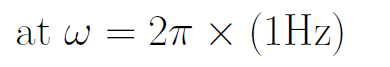 at ω = 2π × (1Hz)